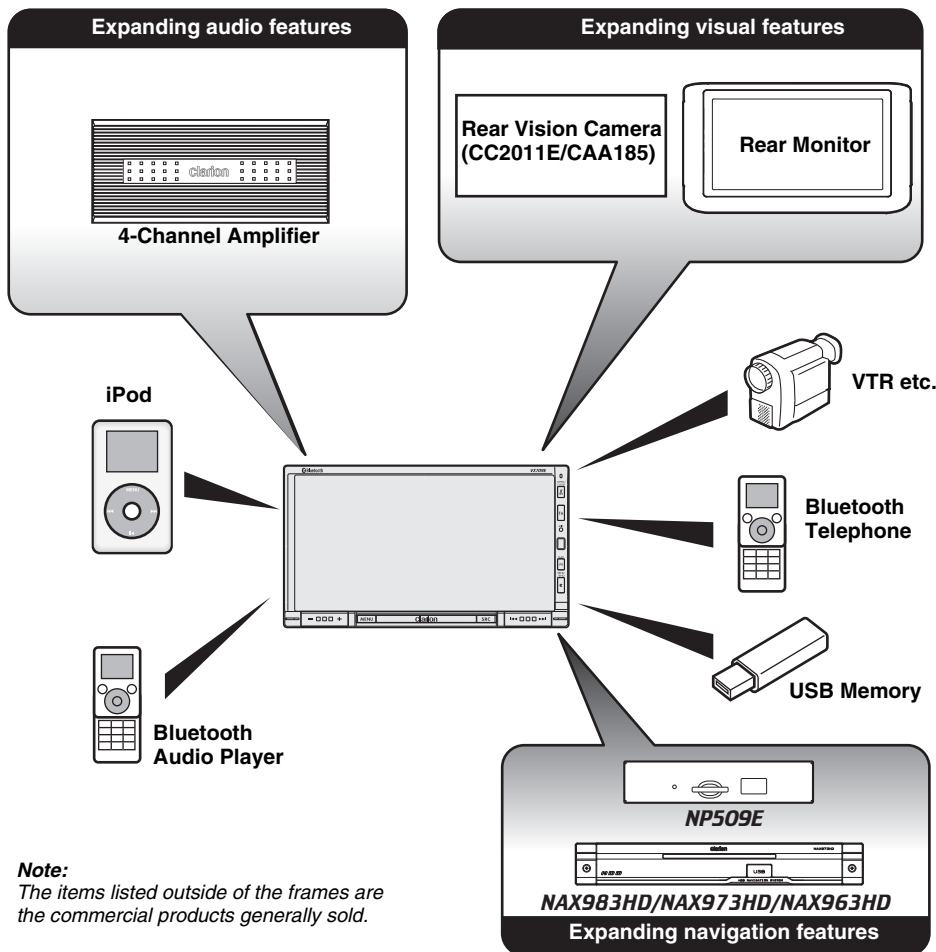 Expanding audio features
clarion
4-Channel Amplifier
Expanding visual features
Rear Vision Camera
(CC2011E/CAA185)
Rear Monitor
iPod
MENU
VTR etc.
Bluetooth
Bluetooth
Telephone
MENU
clarion
SRC
Bluetooth
Audio Player
USB Memory
NP509E
clarion
USB
NAX983HD/NAX973HD/NAX963HD
Expanding navigation features
Note:
The items listed outside of the frames are
the commercial products generally sold.